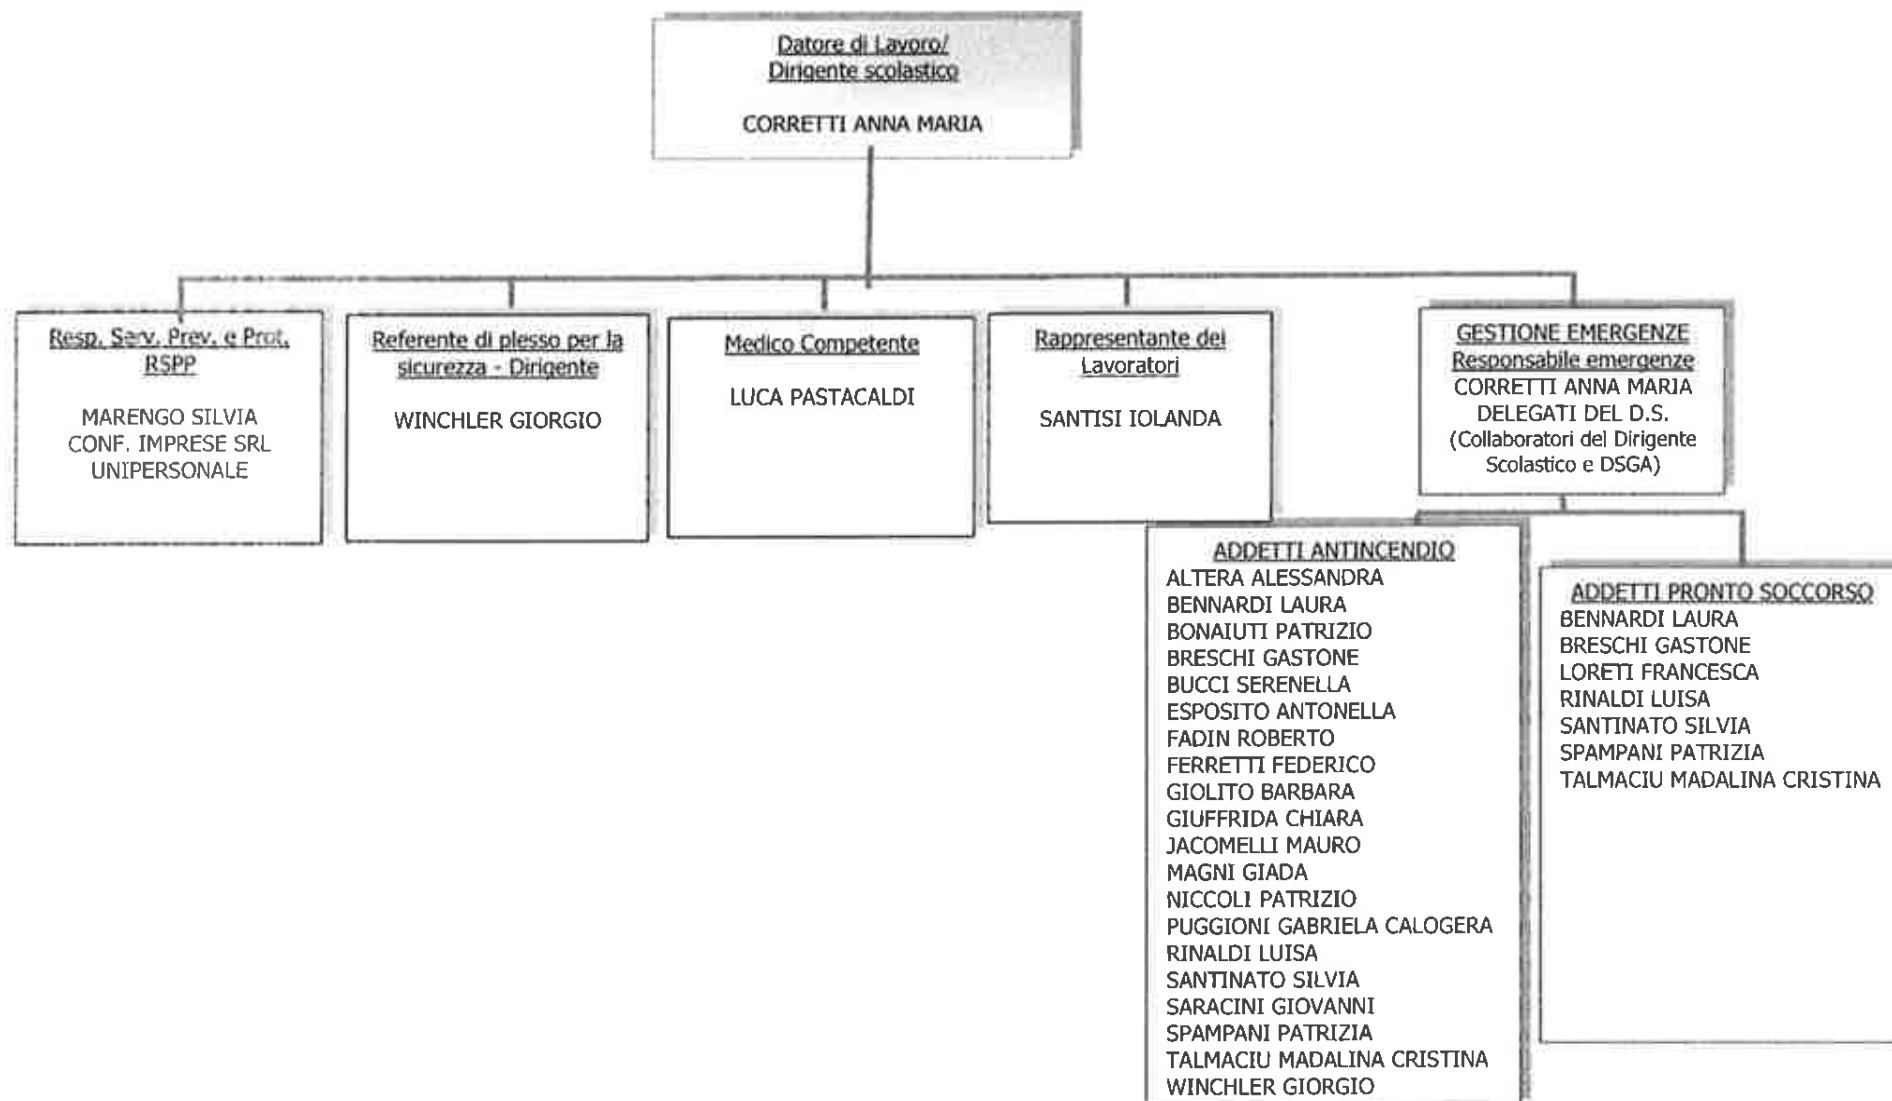 Datore di Lavoro/
Dirigente scolastico
CORRETTI ANNA MARIA
Resp. Serv. Prev. e Prot.
RSPP
MARENGO SILVIA
CONF. IMPRESE SRL
UNIPERSONALE
Referente di plesso per la
sicurezza - Dirigente
WINCHLER GIORGIO
Medico Competente
LUCA PASTACALDI
Rappresentante dei
Lavoratori
SANTISI IOLANDA
GESTIONE EMERGENZE
Responsabile emergenze
CORRETTI ANNA MARIA
DELEGATI DEL D.S.
(Collaboratori del Dirigente
Scolastico e DSGA)
ADDETTI ANTINCENDIO
ALTERA ALESSANDRA
BENNARDI LAURA
BONAIUTI PATRIZIO
BRESCHI GASTONE
BUCCI SERENELLA
ESPOSITO ANTONELLA
FADIN ROBERTO
FERRETTI FEDERICO
GIOLITO BARBARA
GIUFFRIDA CHIARA
JACOMELLI MAURO
MAGNI GIADA
NICCOLI PATRIZIO
PUGGIONI GABRIELA CALOGERA
RINALDI LUISA
SANTINATO SILVIA
SARACINI GIOVANNI
SPAMPANI PATRIZIA
TALMACIU MADALINA CRISTINA
WINCHLER GIORGIO
ADDETTI PRONTO SOCCORSO
BENNARDI LAURA
BRESCHI GASTONE
LORETI FRANCESCA
RINALDI LUISA
SANTINATO SILVIA
SPAMPANI PATRIZIA
TALMACIU MADALINA CRISTINA